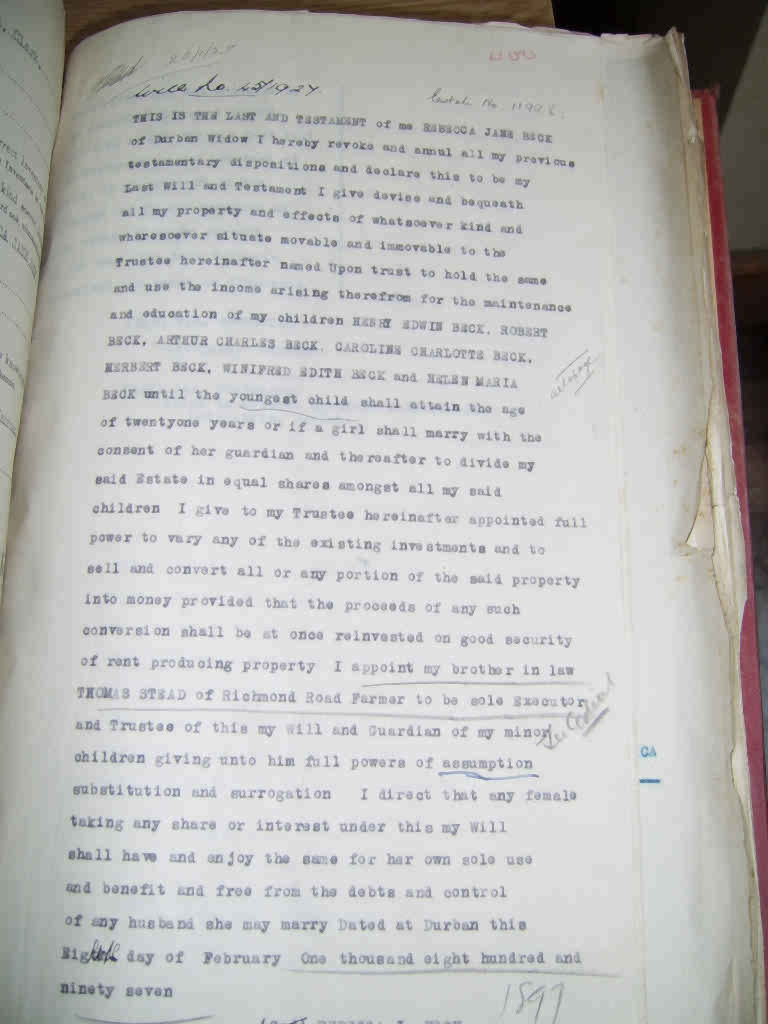 20/1/27
Will No. 45/1927
THIS IS THE LAST AND TESTAMENT of me REBECCA JANE BECK
of Durban Widow I hereby revoke and annul all my previous
testamentary dispositions and declare this to be my
Last Will and Testament I give devise and bequeath
all my property and effects of whatsoever kind and
wheresoever situate movable and immovable to the
Trustee hereinafter named Upon trust to hold the same
and use the income arising therefrom for the maintenance
and education of my children HENRY EDWIN BECK, ROBERT
BECK, ARTHUR CHARLES BECK, CAROLINE CHARLOTTE BECK,
HERBERT BECK, WINIFRED EDITH BECK and HELEN MARIA
BECK until the youngest child shall attain the age
of twentyone years or if a girl shall marry with the
consent of her guardian and thereafter to divide my
said Estate in equal shares amongst all my said
children I give to my Trustee hereinafter appointed full
power to vary any of the existing investments and to
sell and convert all or any portion of the said property
into money provided that the proceeds of any such
conversion shall be at once reinvested on good security
of rent producing property I appoint my brother in law
THOMAS STEAD of Richmond Road Farmer to be sole Executor
and Trustee of this my will and Guardian of my minor
children giving unto him full powers of assumption
CA
substitution and surrogation I direct that any female
taking any share or interest under this my Will
shall have and enjoy the same for her own sole use
and benefit and free from the debts and control
of any husband she may marry Dated at Durban this
Eighth day of February One thousand eight hundred and
ninety seven
1897